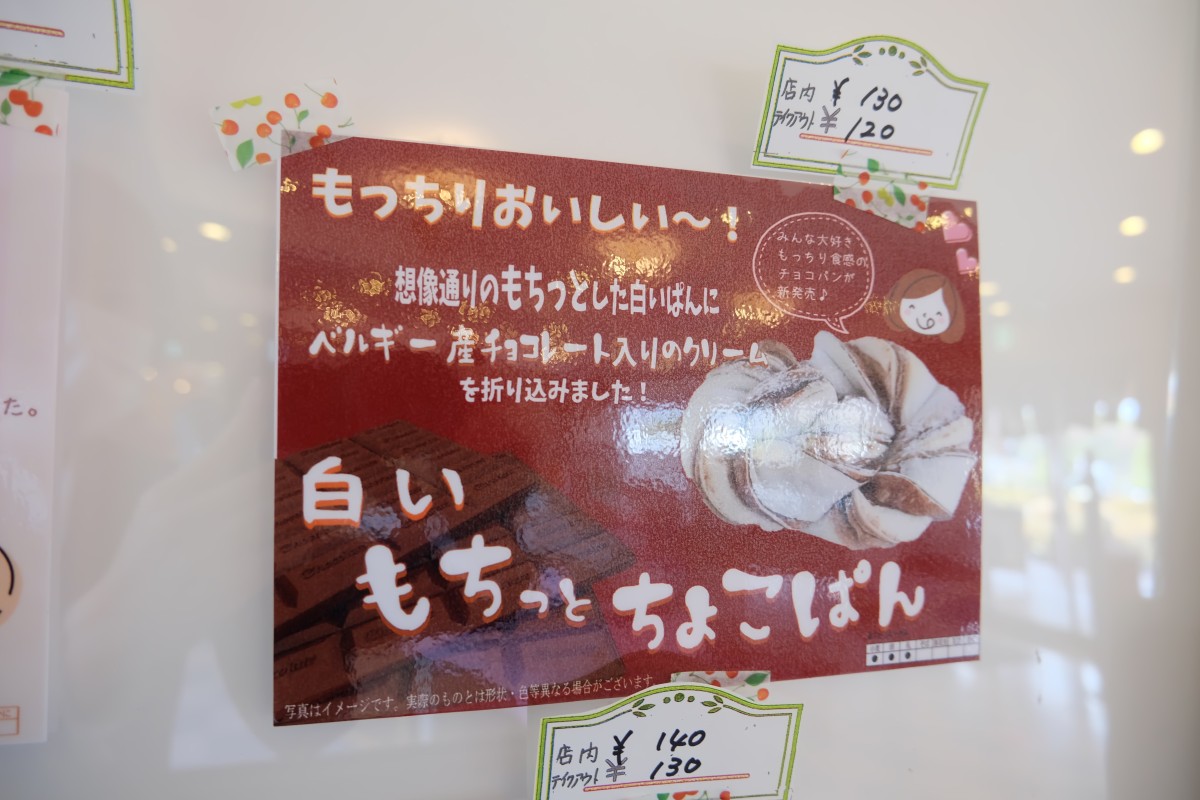 店内 ¥ 130
テイクアウト ¥ 120
もっちりおいしい〜！
みんな大好き
もっちり食感の
チョコパンが
新発売♪
想像通りのもちっとした白いぱんに
ベルギー産チョコレート入りのクリーム
を折り込みました！
白い
もちっと ちょこぱん
写真はイメージです。実際のものとは形状・色等異なる場合がございます
た。
店内 ¥ 140
テイクアウト ¥ 130